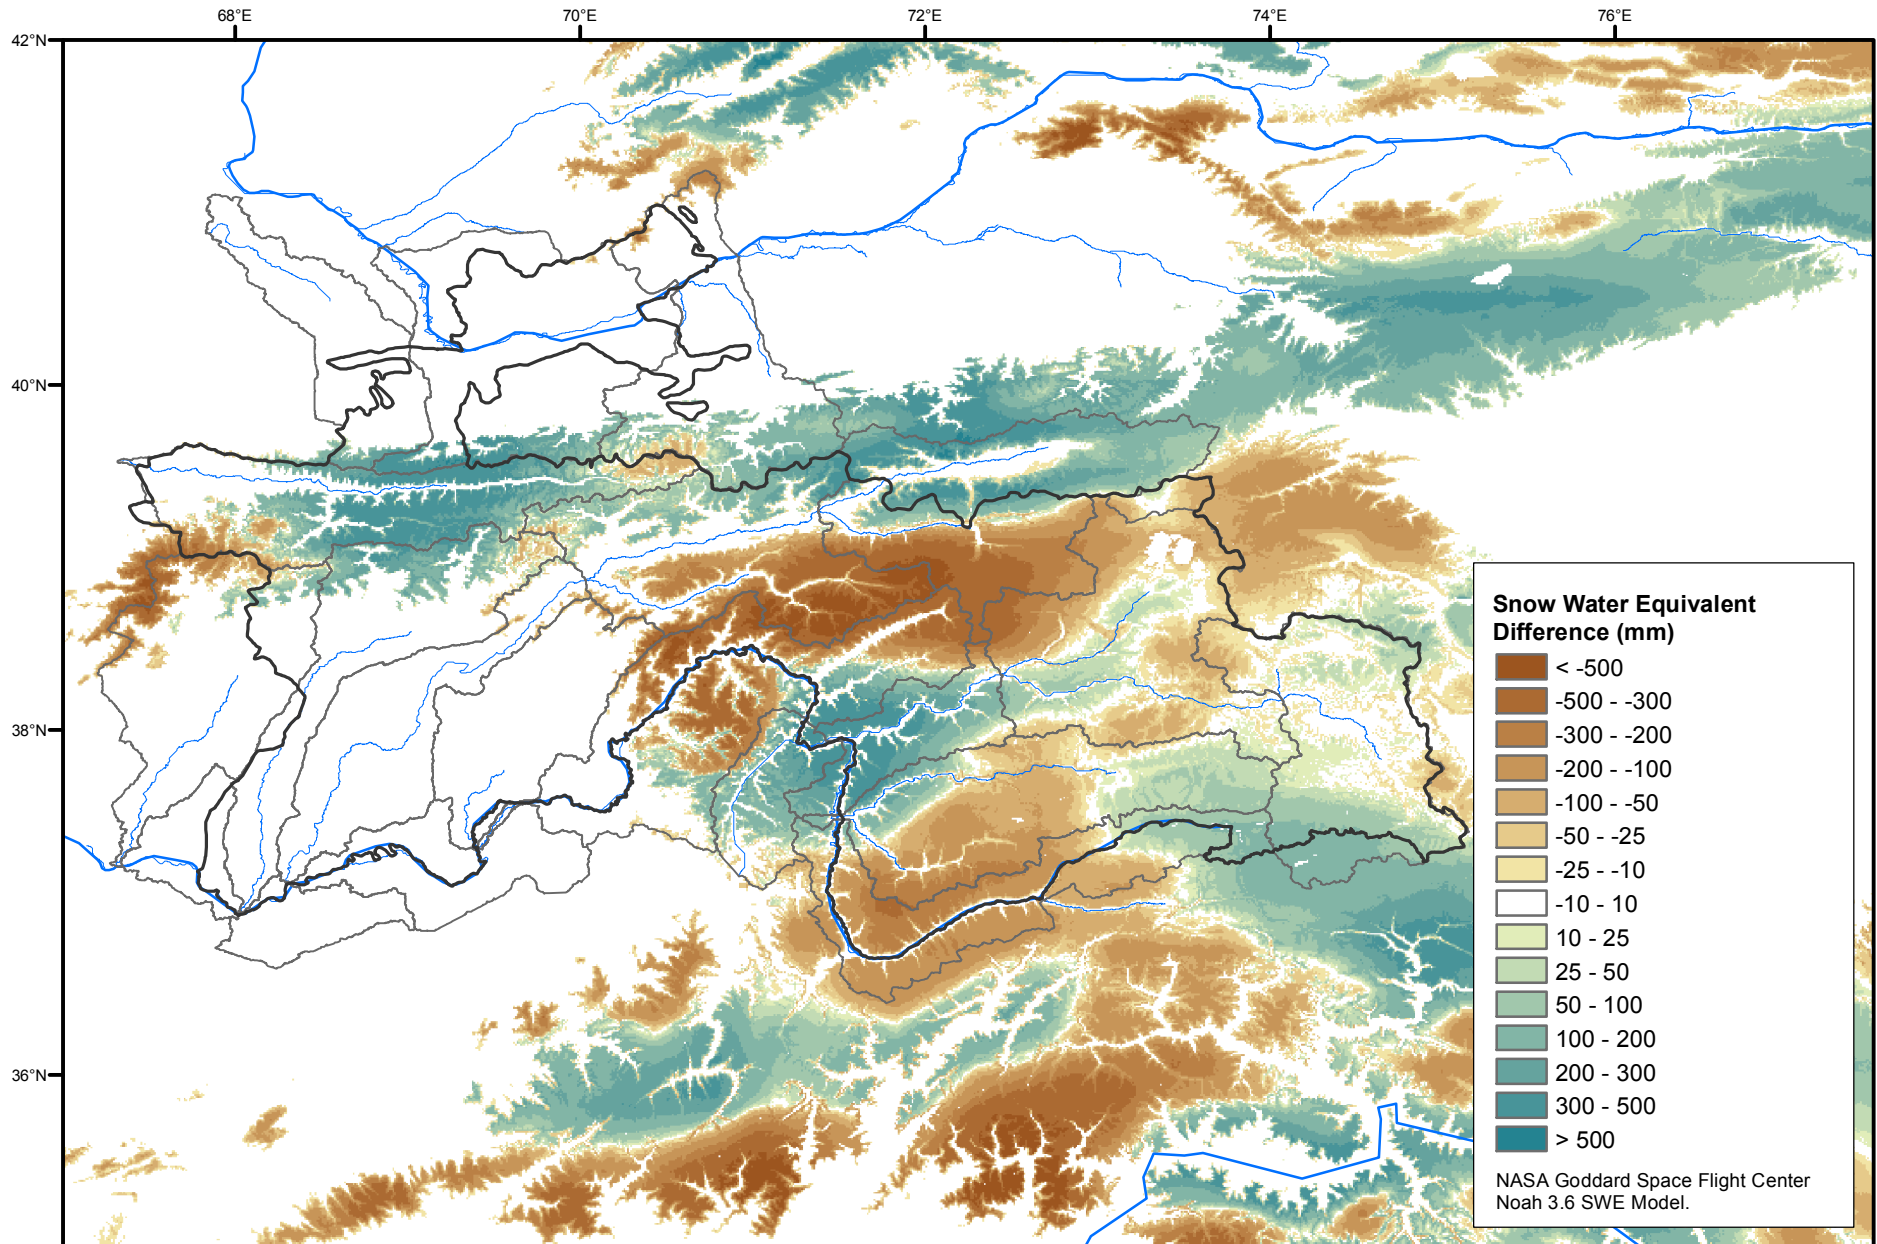 68°E 70°E 72°E 74°E 76°E
42°N
40°N
38°N
36°N
Snow Water Equivalent
Difference (mm)
< -500
-500 - -300
-300 - -200
-200 - -100
-100 - -50
-50 - -25
-25 - -10
-10 - 10
10 - 25
25 - 50
50 - 100
100 - 200
200 - 300
300 - 500
> 500
NASA Goddard Space Flight Center
Noah 3.6 SWE Model.